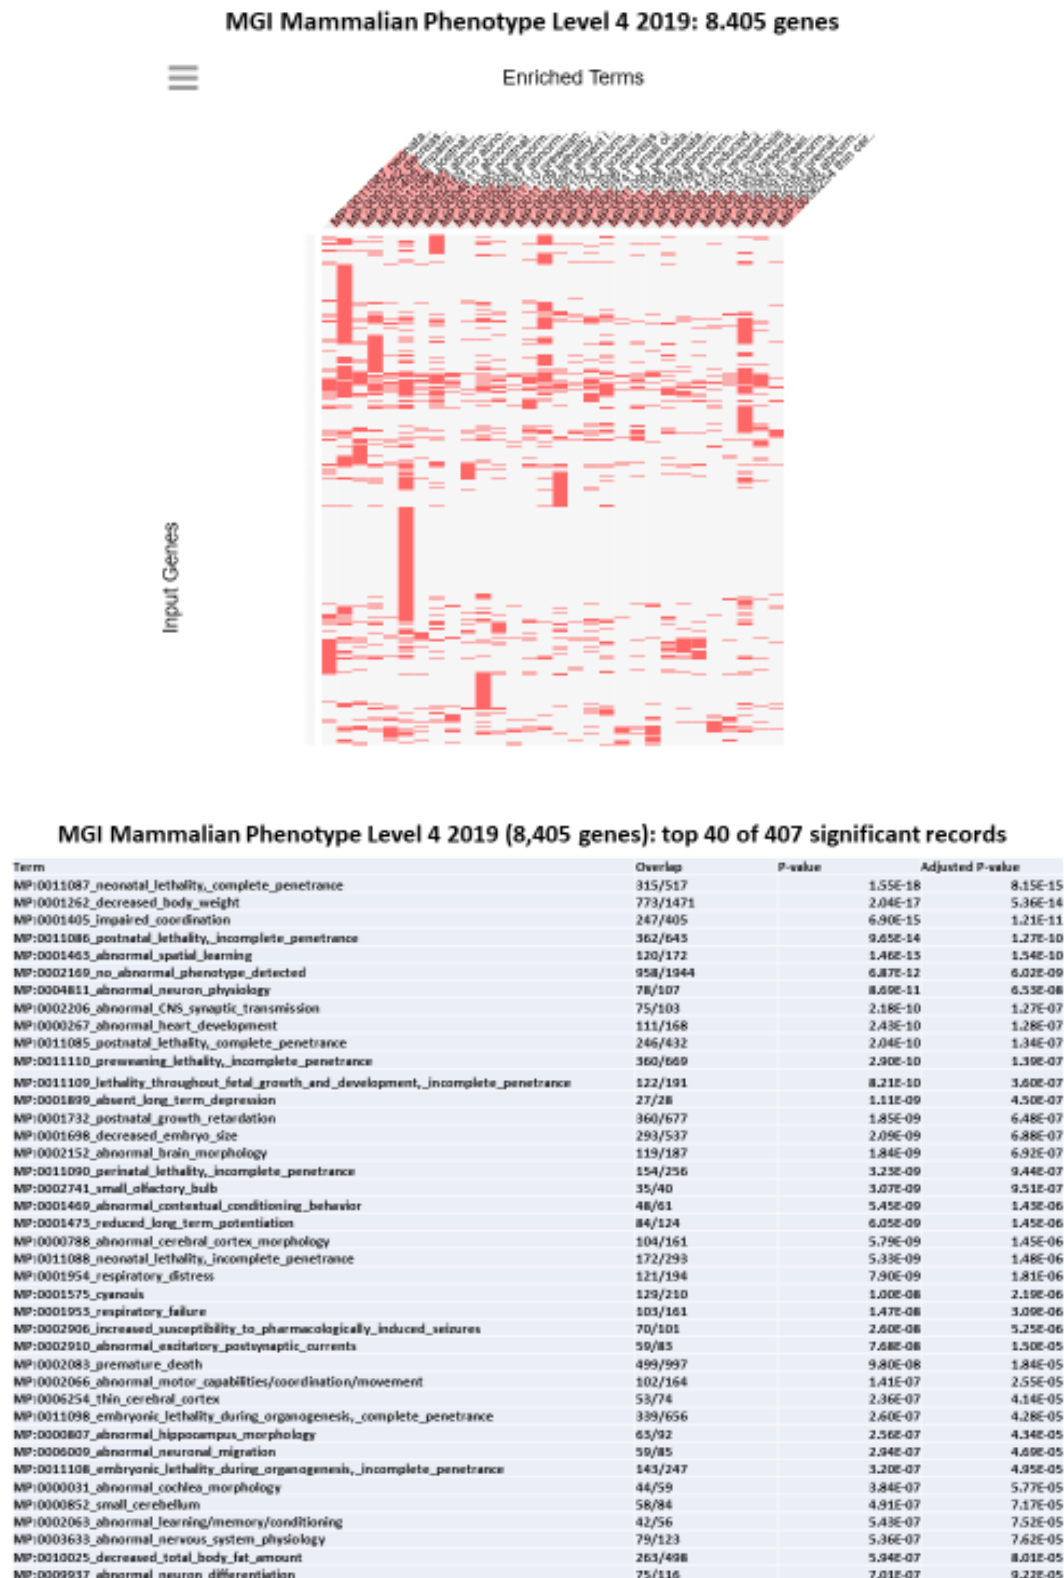 MGI Mammalian Phenotype Level 4 2019: 8.405 genes
Enriched Terms
Input Genes
MGI Mammalian Phenotype Level 4 2019 (8,405 genes): top 40 of 407 significant records
Term Overlap P-value Adjusted P-value
MP:0011087_neonatal_lethality,_complete_penetrance 315/517 1.55E-18 8.15E-15
MP:0001262_decreased_body_weight 773/1471 2.04E-17 5.36E-14
MP:0001405_impaired_coordination 247/405 6.90E-15 1.21E-11
MP:0011086_postnatal_lethality,_incomplete_penetrance 362/643 9.65E-14 1.27E-10
MP:0001463_abnormal_spatial_learning 120/172 1.46E-13 1.54E-10
MP:0002169_no_abnormal_phenotype_detected 958/1944 6.87E-12 6.02E-09
MP:0004811_abnormal_neuron_physiology 78/107 8.69E-11 6.53E-08
MP:0002206_abnormal_CNS_synaptic_transmission 75/103 2.18E-10 1.27E-07
MP:0000267_abnormal_heart_development 111/168 2.43E-10 1.28E-07
MP:0011085_postnatal_lethality,_complete_penetrance 246/432 2.04E-10 1.34E-07
MP:0011110_preweaning_lethality,_incomplete_penetrance 360/669 2.90E-10 1.39E-07
MP:0011109_lethality_throughout_fetal_growth_and_development,_incomplete_penetrance 122/191 8.21E-10 3.60E-07
MP:0001899_absent_long_term_depression 27/28 1.11E-09 4.50E-07
MP:0001732_postnatal_growth_retardation 360/677 1.85E-09 6.48E-07
MP:0001698_decreased_embryo_size 293/537 2.09E-09 6.88E-07
MP:0002152_abnormal_brain_morphology 119/187 1.84E-09 6.92E-07
MP:0011090_perinatal_lethality,_incomplete_penetrance 154/256 3.23E-09 9.44E-07
MP:0002741_small_olfactory_bulb 35/40 3.07E-09 9.51E-07
MP:0001469_abnormal_contextual_conditioning_behavior 48/61 5.45E-09 1.43E-06
MP:0001473_reduced_long_term_potentiation 84/124 6.05E-09 1.45E-06
MP:0000788_abnormal_cerebral_cortex_morphology 104/161 5.79E-09 1.45E-06
MP:0011088_neonatal_lethality,_incomplete_penetrance 172/293 5.33E-09 1.48E-06
MP:0001954_respiratory_distress 121/194 7.90E-09 1.81E-06
MP:0001575_cyanosis 129/210 1.00E-08 2.19E-06
MP:0001953_respiratory_failure 103/161 1.47E-08 3.09E-06
MP:0002906_increased_susceptibility_to_pharmacologically_induced_seizures 70/101 2.60E-08 5.25E-06
MP:0002910_abnormal_excitatory_postsynaptic_currents 59/83 7.68E-08 1.50E-05
MP:0002083_premature_death 499/997 9.80E-08 1.84E-05
MP:0002066_abnormal_motor_capabilities/coordination/movement 102/164 1.41E-07 2.55E-05
MP:0006254_thin_cerebral_cortex 53/74 2.36E-07 4.14E-05
MP:0011098_embryonic_lethality_during_organogenesis,_complete_penetrance 339/656 2.60E-07 4.28E-05
MP:0000807_abnormal_hippocampus_morphology 63/92 2.56E-07 4.34E-05
MP:0006009_abnormal_neuronal_migration 59/85 2.94E-07 4.69E-05
MP:0011108_embryonic_lethality_during_organogenesis,_incomplete_penetrance 143/247 3.20E-07 4.95E-05
MP:0000031_abnormal_cochlea_morphology 44/59 3.84E-07 5.77E-05
MP:0000852_small_cerebellum 58/84 4.91E-07 7.17E-05
MP:0002063_abnormal_learning/memory/conditioning 42/56 5.43E-07 7.52E-05
MP:0003633_abnormal_nervous_system_physiology 79/123 5.36E-07 7.62E-05
MP:0010025_decreased_total_body_fat_amount 263/498 5.94E-07 8.01E-05
MP:0009937_abnormal_neuron_differentiation 75/116 7.01E-07 9.22E-05